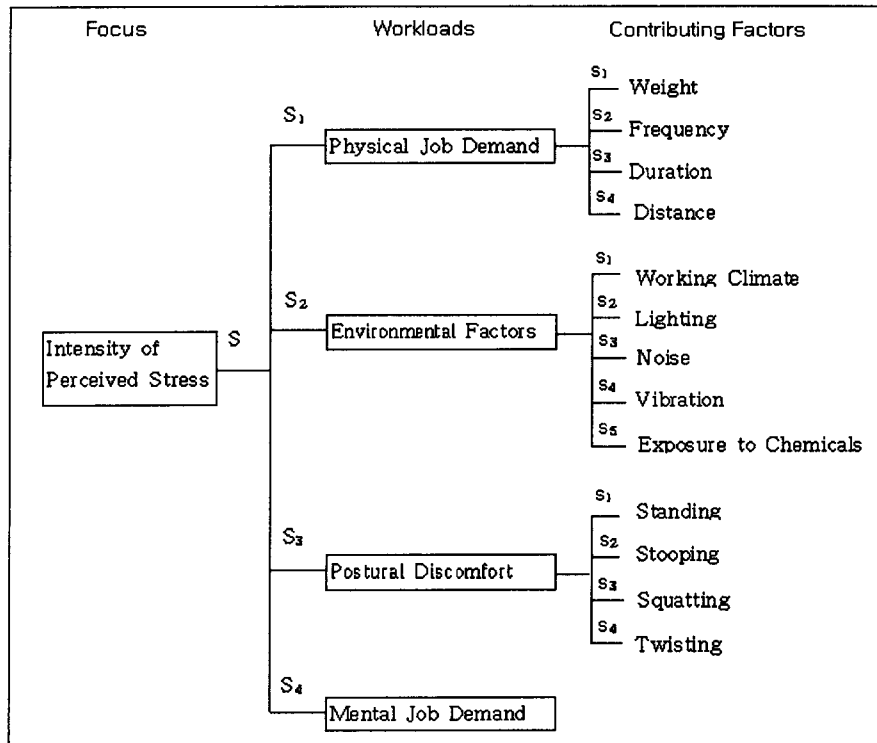 Focus Workloads Contributing Factors
S
Intensity of
Perceived Stress
S₁
Physical Job Demand
S₁
Weight
S₂
Frequency
S₃
Duration
S₄
Distance
S₂
Environmental Factors
S₁
Working Climate
S₂
Lighting
S₃
Noise
S₄
Vibration
S₅
Exposure to Chemicals
S₃
Postural Discomfort
S₁
Standing
S₂
Stooping
S₃
Squatting
S₄
Twisting
S₄
Mental Job Demand